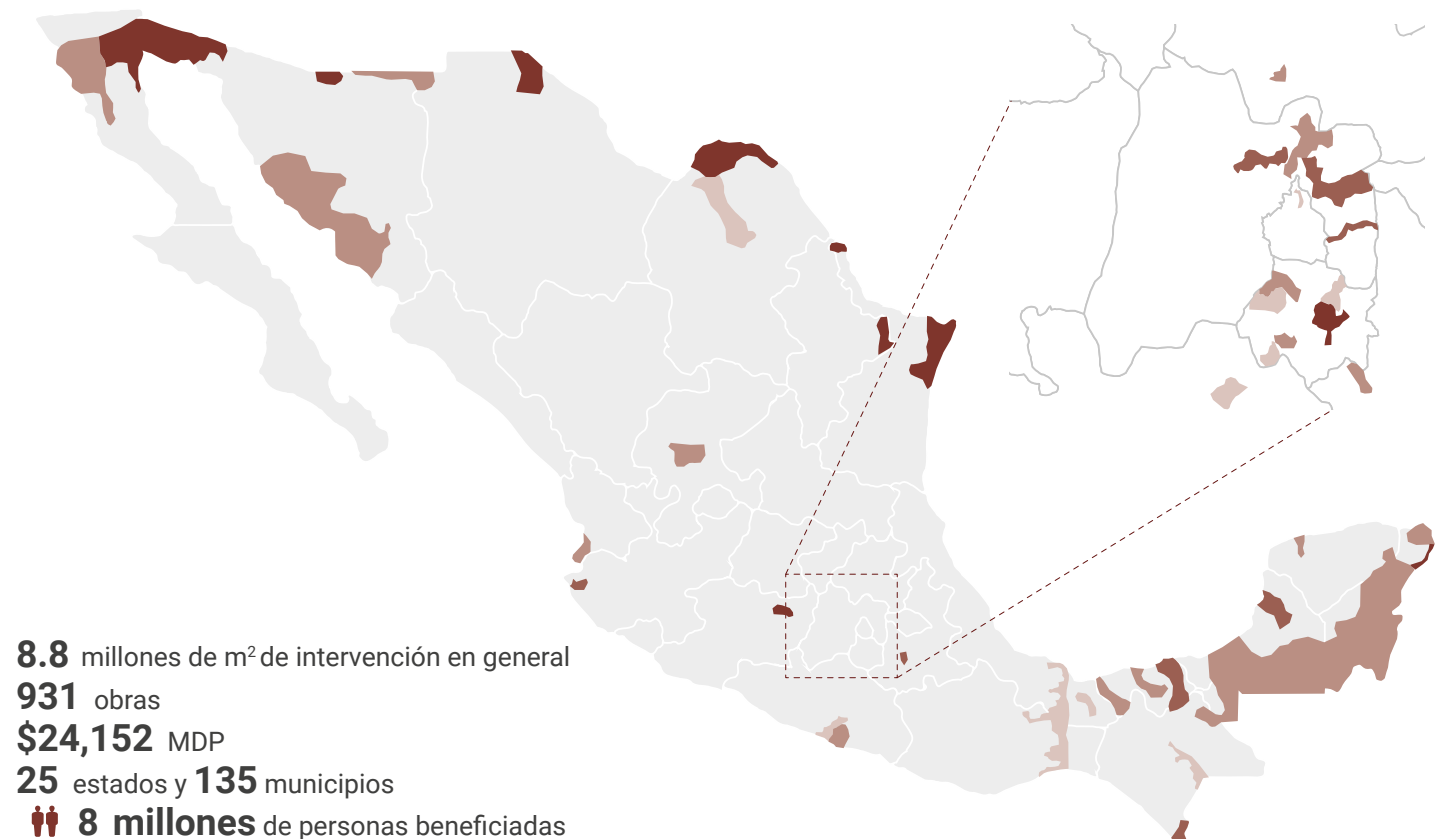 8.8 millones de m² de intervención en general
931 obras
$24,152 MDP
25 estados y 135 municipios
8 millones de personas beneficiadas